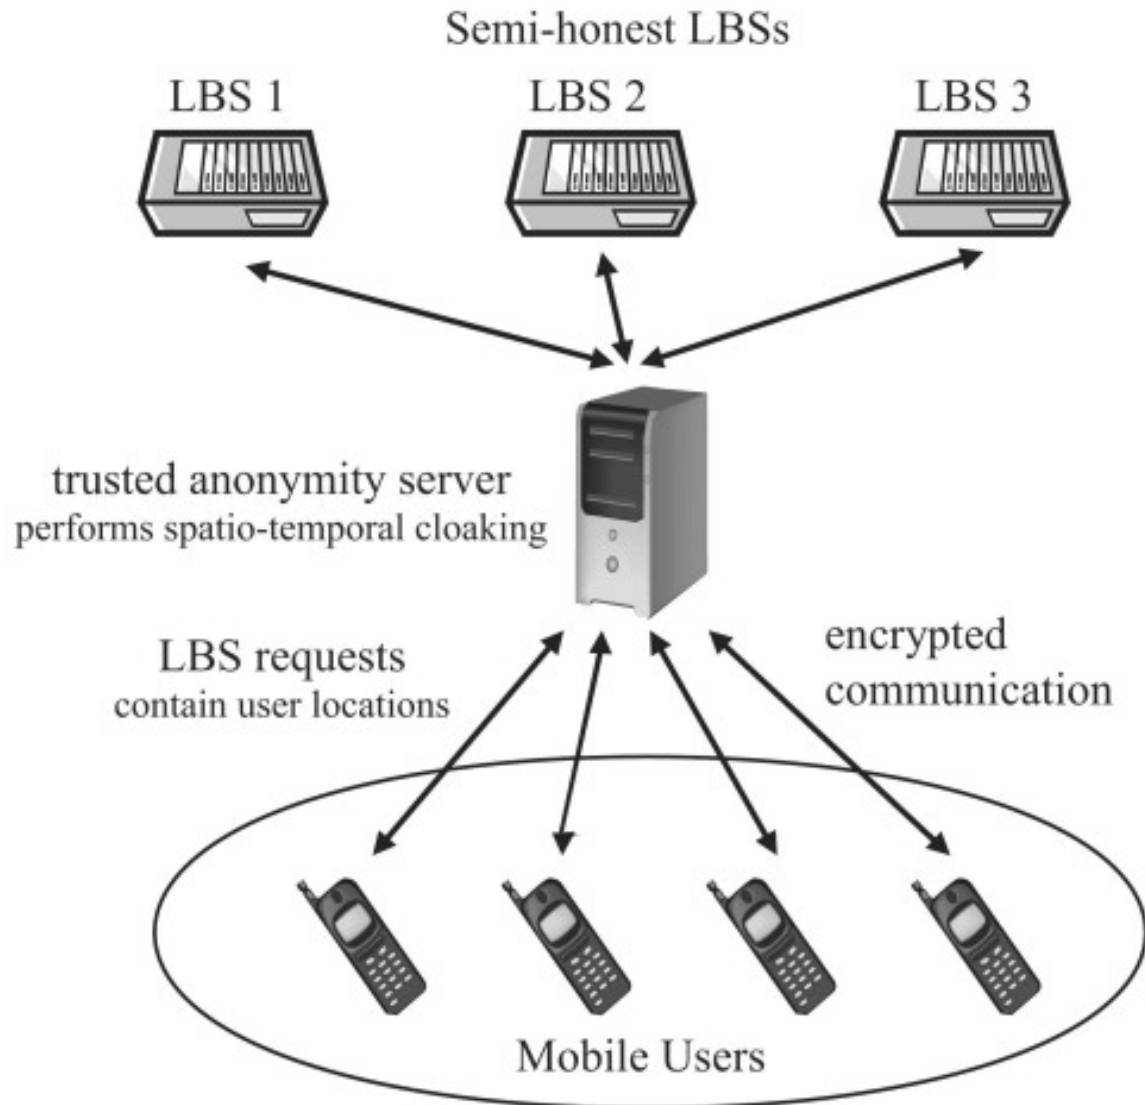 Semi-honest LBSs
LBS 1
LBS 2
LBS 3
trusted anonymity server
performs spatio-temporal cloaking
LBS requests
contain user locations
encrypted
communication
Mobile Users